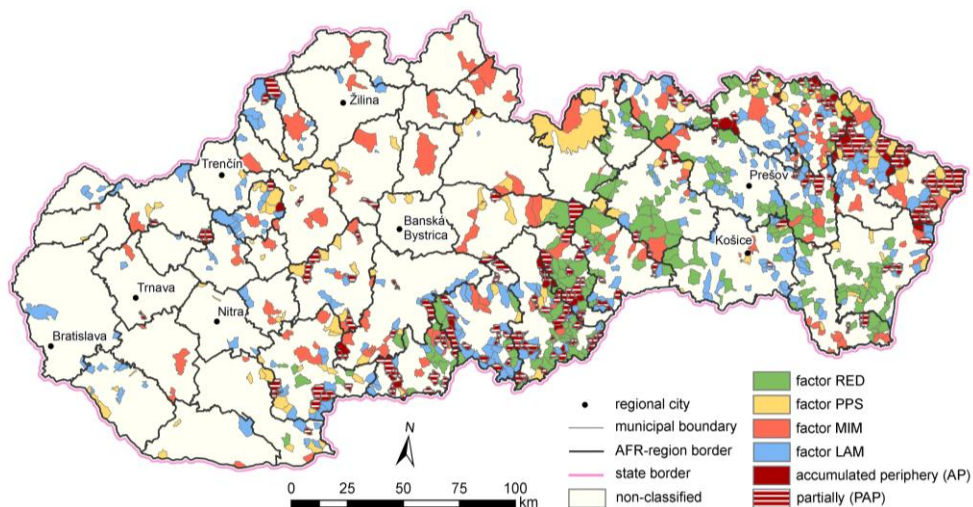 Žilina
Trenčín
Prešov
Banská
Bystrica
Košice
Trnava
Nitra
Bratislava
regional city
municipal boundary
AFR-region border
state border
non-classified
N
0 25 50 75 100
km
factor RED
factor PPS
factor MIM
factor LAM
accumulated periphery (AP)
partially (PAP)